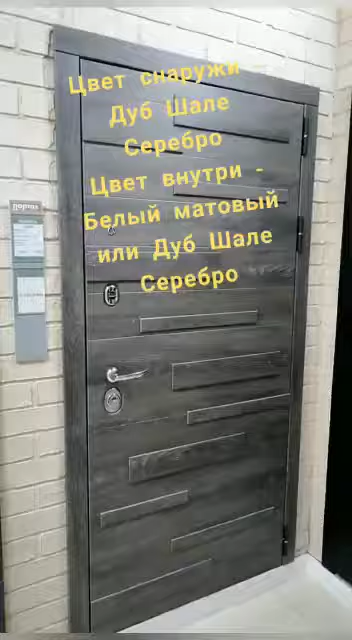 Цвет снаружи
Дуб Шале
Серебро
Цвет внутри -
Белый матовый
или Дуб Шале
Серебро